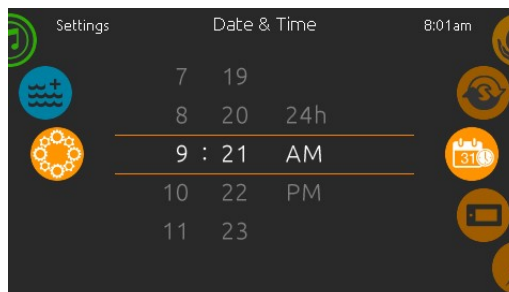 Settings Date & Time 8:01am
7 19
8 20 24h
9 : 21 AM
31
10 22 PM
11 23